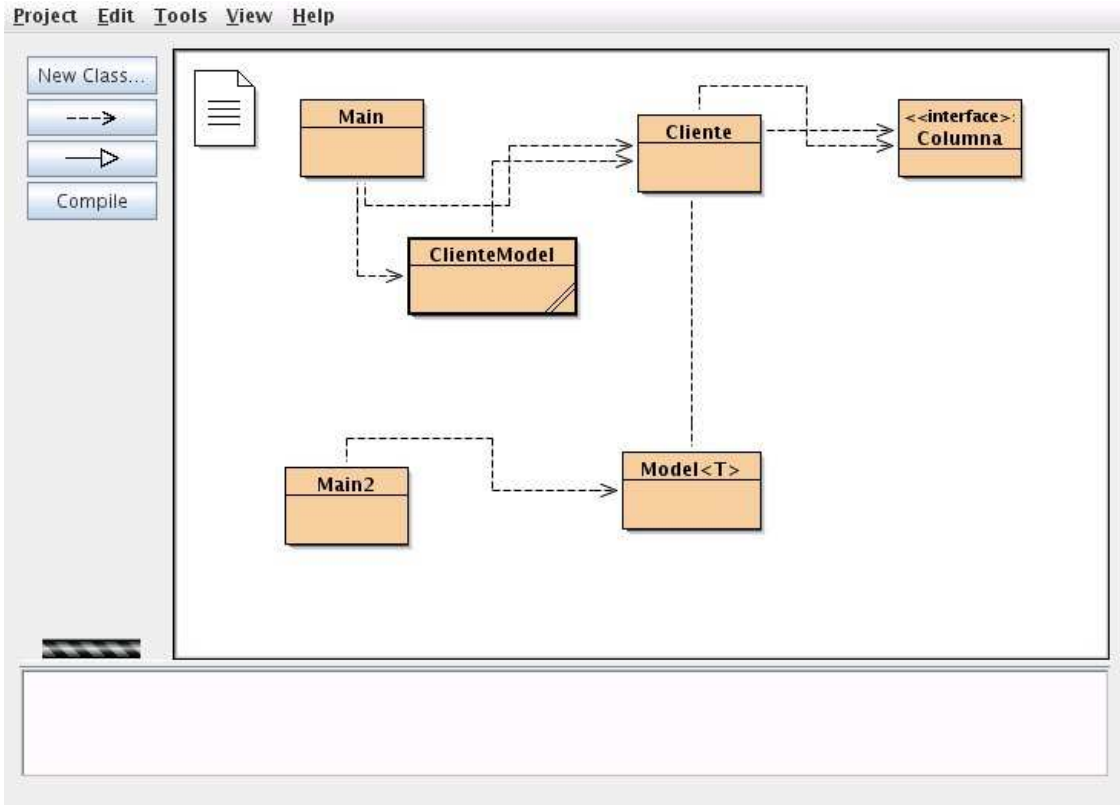 Project Edit Tools View Help
New Class...
Compile
Main
Cliente
<<interface>:
Columna
ClienteModel
Main2
Model<T>